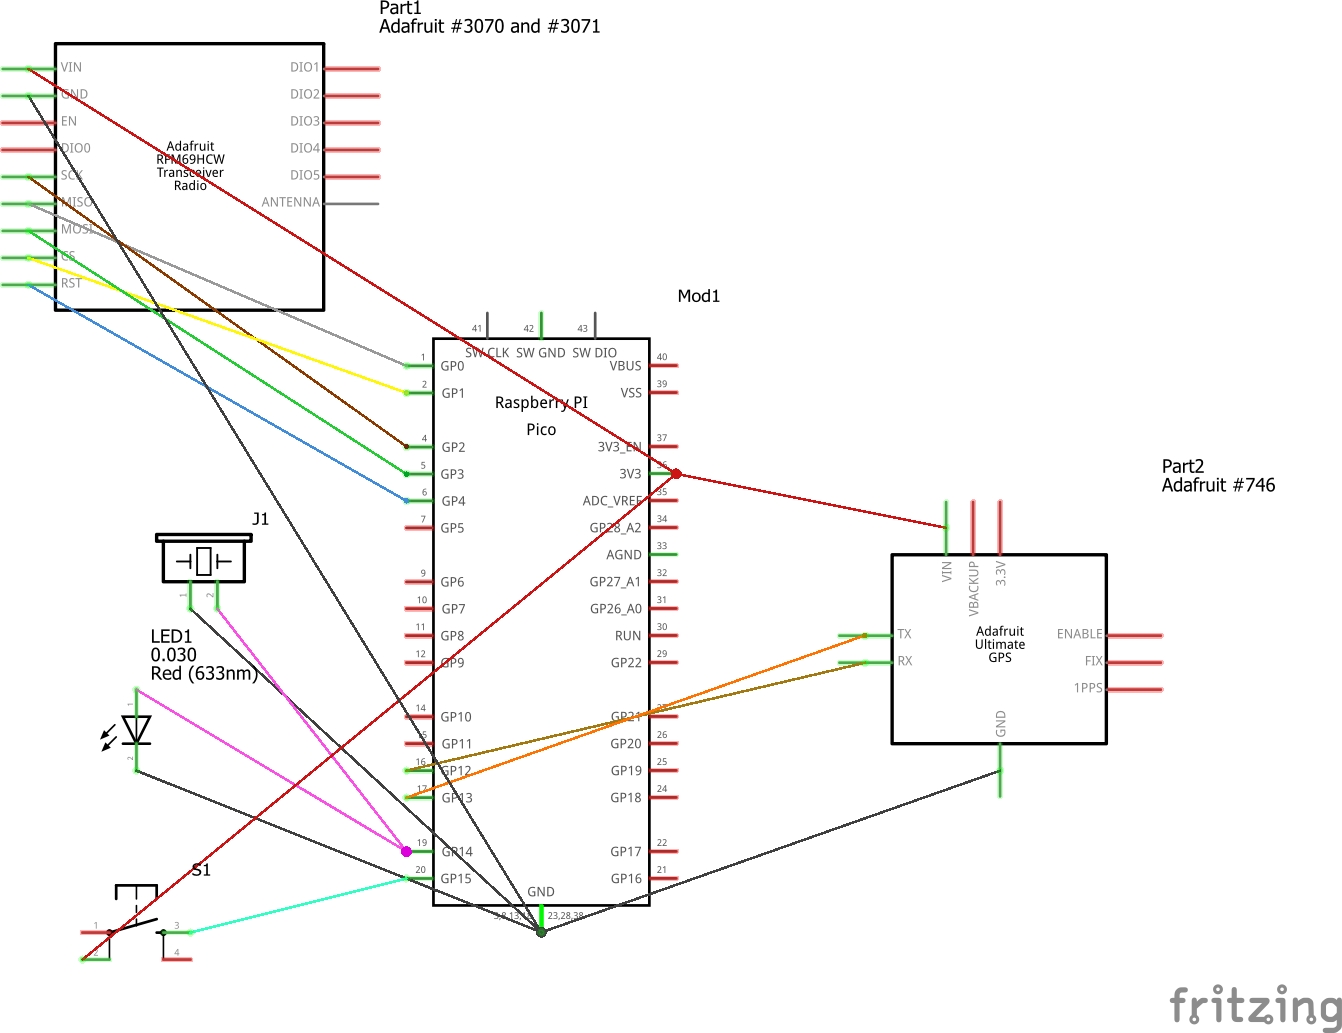 Part1
Adafruit #3070 and #3071
VIN
GND
EN
DIO0
SCK
MISO
MOSI
CS
RST
DIO1
DIO2
DIO3
DIO4
DIO5
ANTENNA
Adafruit
RFM69HCW
Transceiver
Radio
Mod1
41
42
43
SW CLK
SW GND
SW DIO
Raspberry PI
Pico
1
GP0
2
GP1
4
GP2
5
GP3
6
GP4
7
GP5
9
GP6
10
GP7
11
GP8
12
GP9
14
GP10
15
GP11
16
GP12
17
GP13
19
GP14
20
GP15
VBUS
40
VSS
39
3V3_EN
37
3V3
36
ADC_VREF
35
GP28_A2
34
AGND
33
GP27_A1
32
GP26_A0
31
RUN
30
GP22
29
GP21
27
GP20
26
GP19
25
GP18
24
GP17
22
GP16
21
GND
3,8,13,18
23,28,38
J1
1
2
LED1
0.030
Red (633nm)
1
2
S1
1
2
3
4
Part2
Adafruit #746
VIN
VBACKUP
3.3V
TX
RX
Adafruit
Ultimate
GPS
ENABLE
FIX
1PPS
GND
fritzing